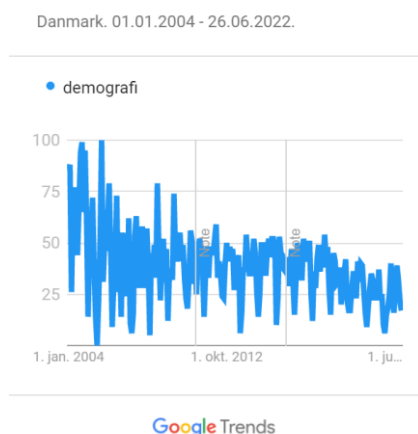 Danmark. 01.01.2004 - 26.06.2022.
demografi
100
75
50
25
Note
Note
1. jan. 2004
1. okt. 2012
1. ju...
Google Trends